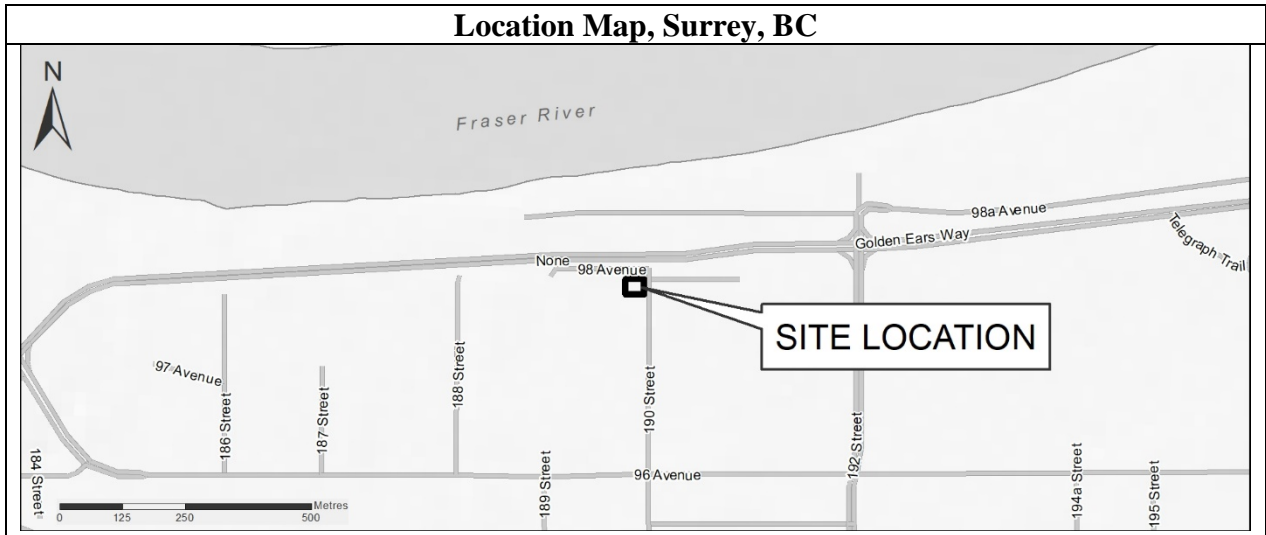 Location Map, Surrey, BC
N
Fraser River
98a Avenue
Golden Ears Way
Telegraph Trail
None
98 Avenue
SITE LOCATION
97 Avenue
186 Street
187 Street
188 Street
190 Street
192 Street
184 Street
189 Street
96 Avenue
194a Street
195 Street
Metres
0 125 250 500